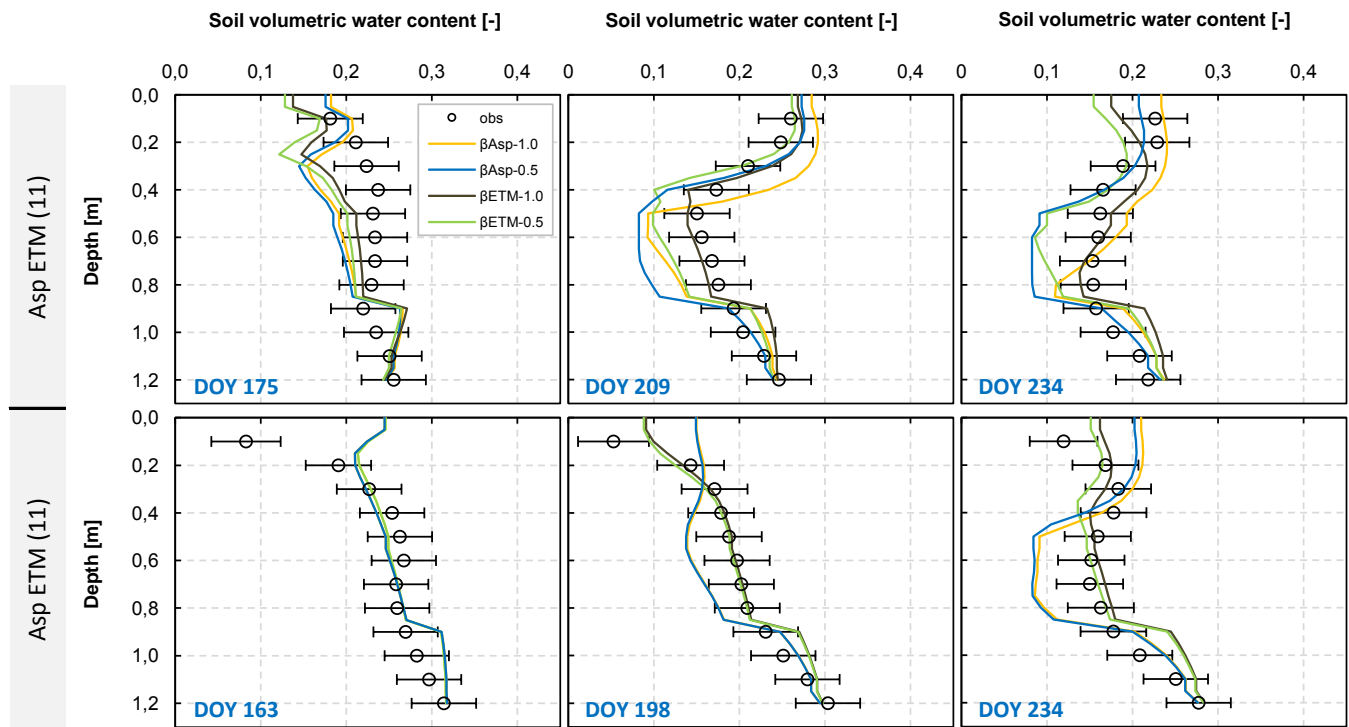 Soil volumetric water content [-] Soil volumetric water content [-] Soil volumetric water content [-]
0,0 0,1 0,2 0,3 0,4 0 0,1 0,2 0,3 0,4 0 0,1 0,2 0,3 0,4
Asp ETM (11)
Depth [m]
0,0
0,2
0,4
0,6
0,8
1,0
1,2
obs
βAsp-1.0
βAsp-0.5
βETM-1.0
βETM-0.5
DOY 175 DOY 209 DOY 234
Asp ETM (11)
Depth [m]
0,0
0,2
0,4
0,6
0,8
1,0
1,2
DOY 163 DOY 198 DOY 234